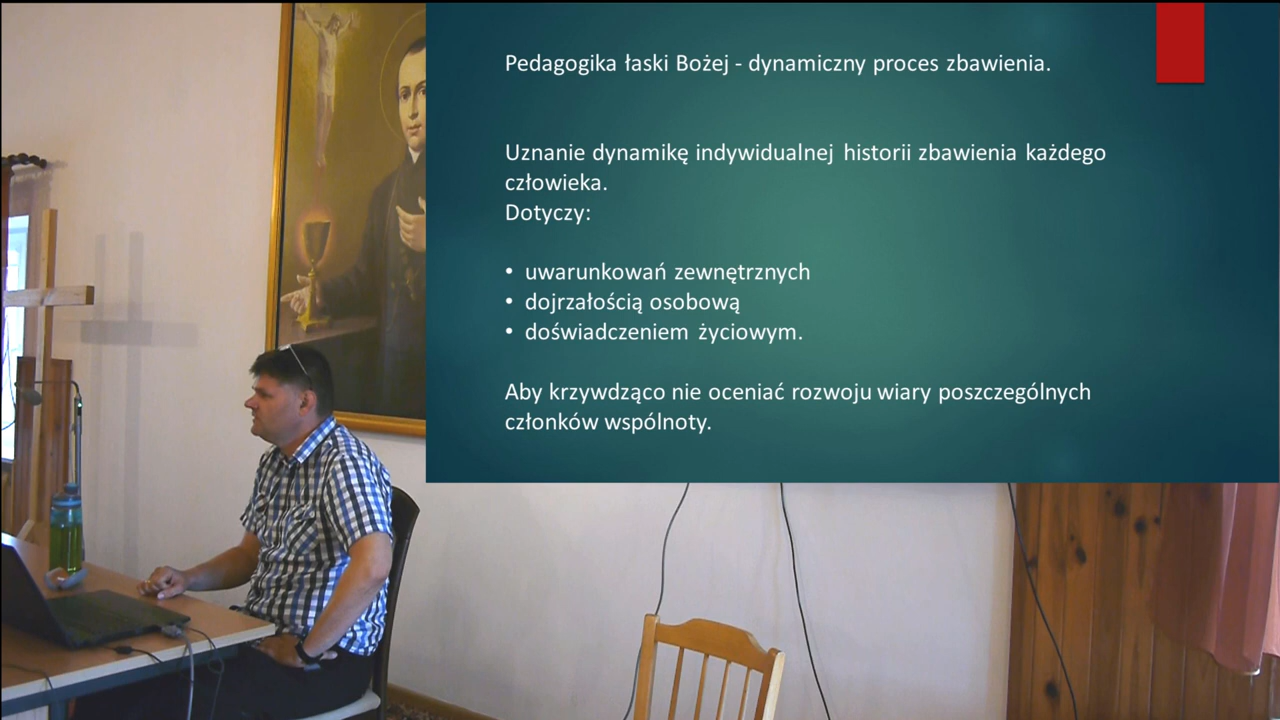 Pedagogika łaski Bożej - dynamiczny proces zbawienia.
Uznanie dynamikę indywidualnej historii zbawienia każdego
człowieka.
Dotyczy:
• uwarunkowań zewnętrznych
• dojrzałością osobową
• doświadczeniem życiowym.
Aby krzywdząco nie oceniać rozwoju wiary poszczególnych
członków wspólnoty.